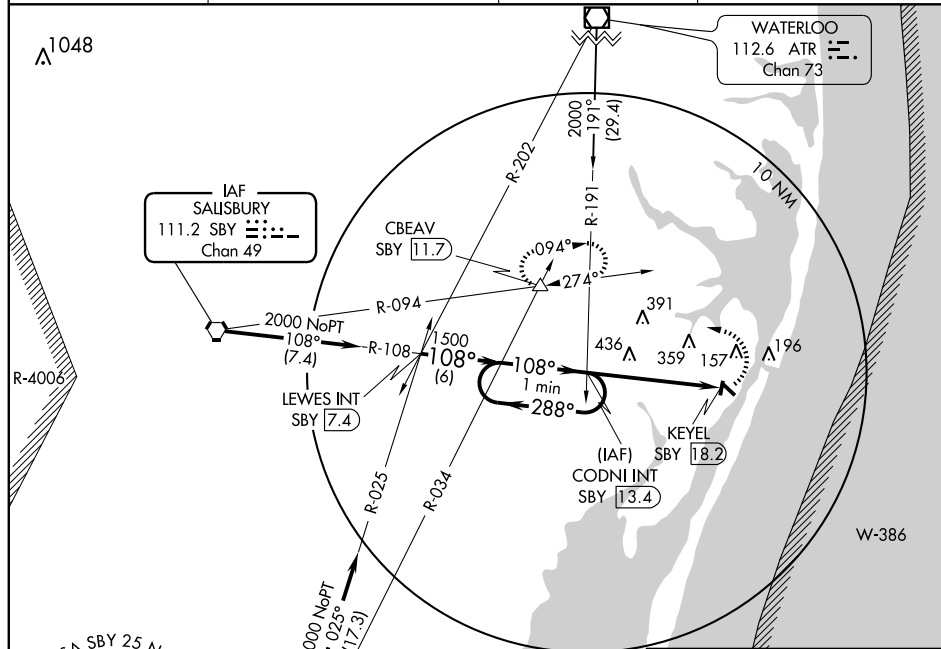 1048
WATERLOO
112.6 ATR
Chan 73
2000
191°
(29.4)
R-202
R-191
10 NM
IAF
SALISBURY
111.2 SBY
Chan 49
CBEAV
SBY 11.7
094°
274°
R-094
2000 NoPT
108°
(7.4)
R-108
1500
108°
(6)
108°
1 min
288°
391
436
359
157
196
R-4006
LEWES INT
SBY 7.4
KEYEL
SBY 18.2
(IAF)
CODNI INT
SBY 13.4
R-025
R-034
W-386
000 NoPT
025°
17.3)
SBY 25 N